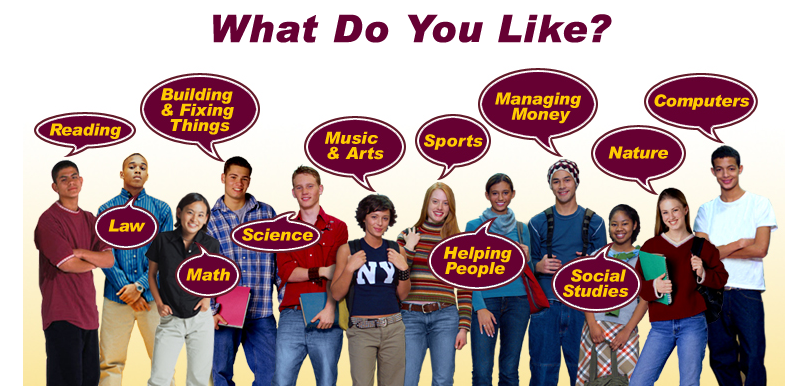 What Do You Like?
Reading
Law
Building
& Fixing
Things
Math
Science
Music
& Arts
Sports
Helping
People
Managing
Money
Social
Studies
Nature
Computers
NY